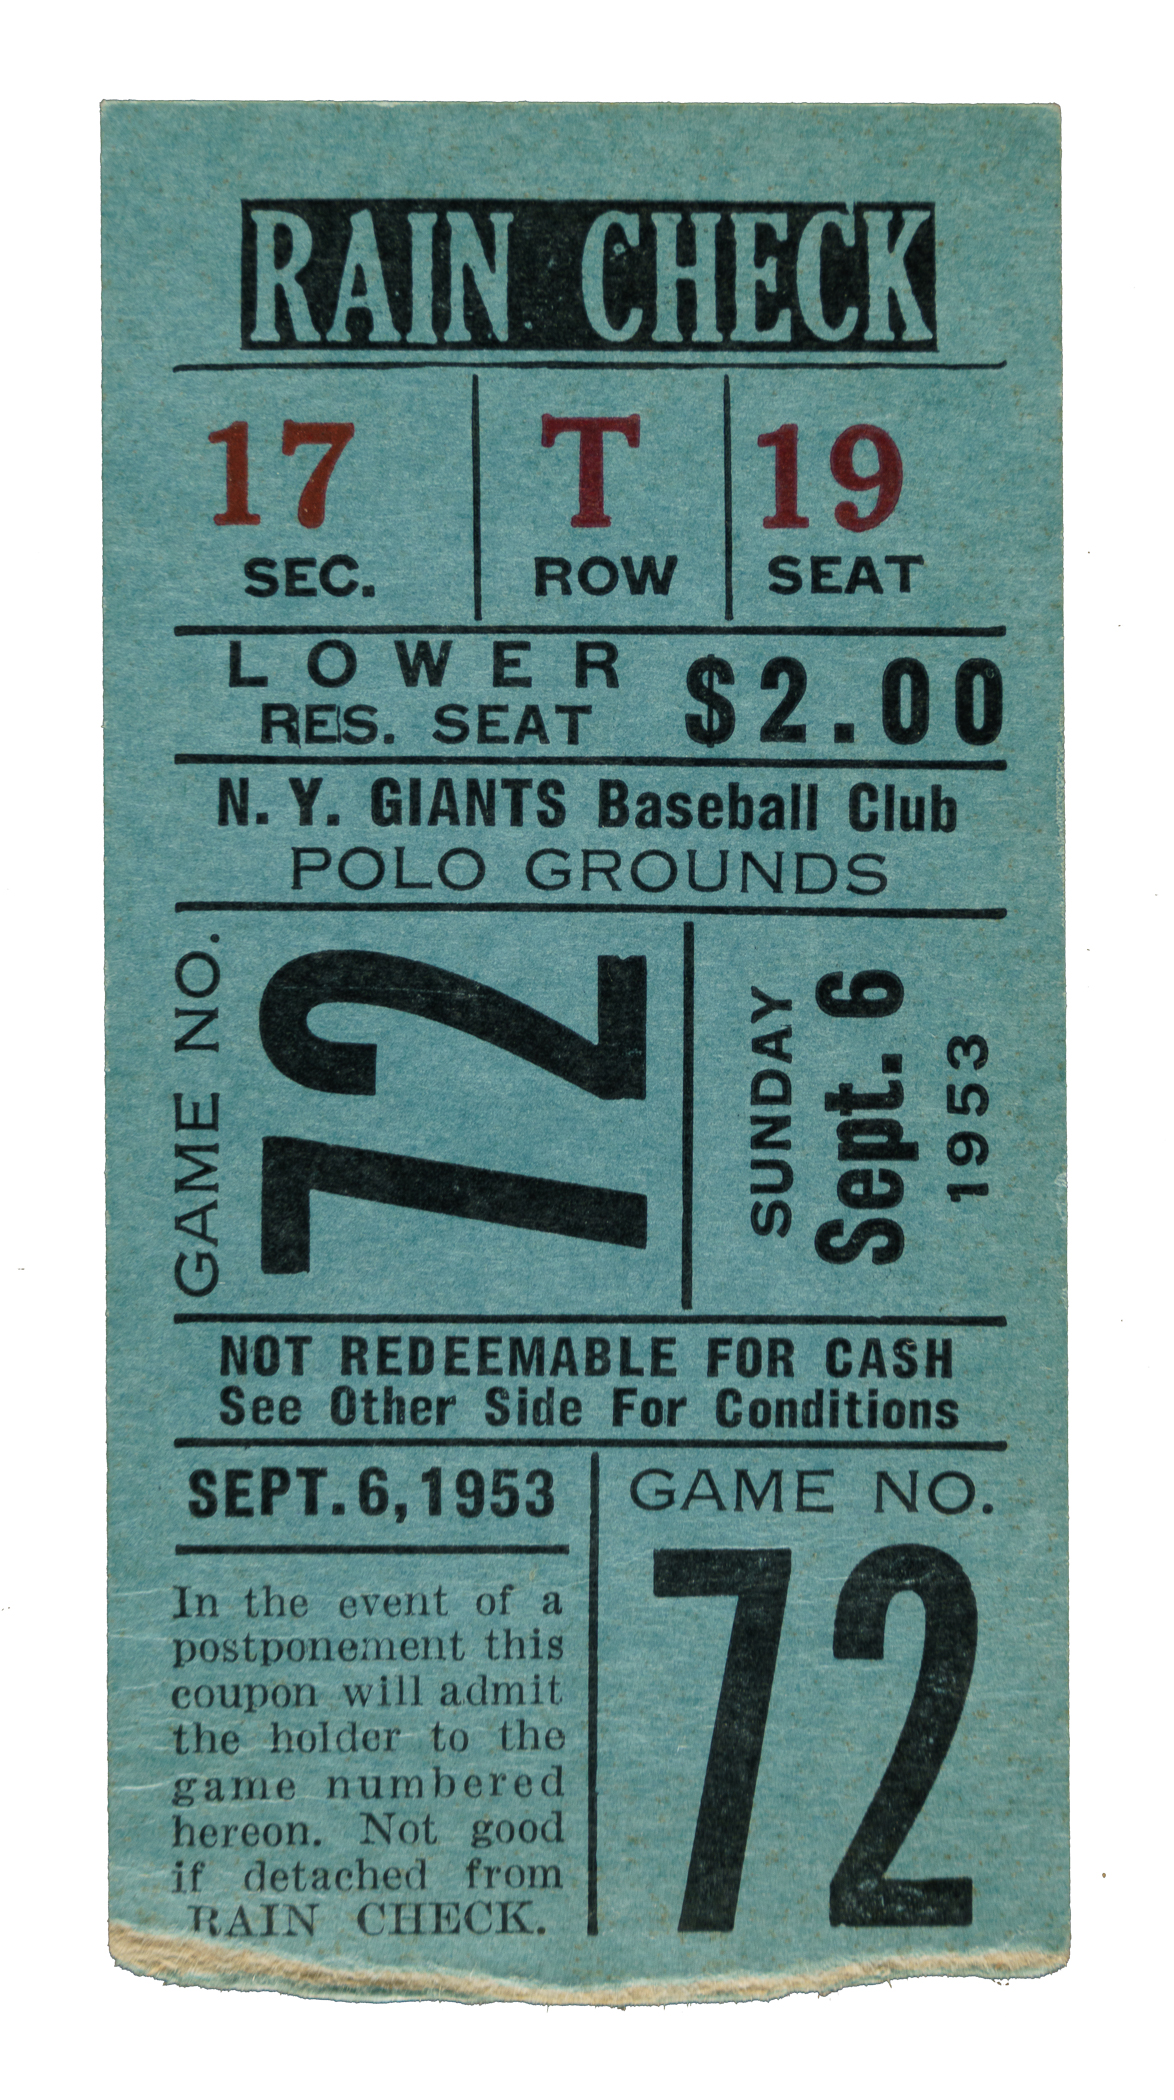 RAIN CHECK
17 T 19
SEC. ROW SEAT
LOWER
RES. SEAT
$2.00
N. Y. GIANTS Baseball Club
POLO GROUNDS
GAME NO.
72
SUNDAY
Sept. 6
1953
NOT REDEEMABLE FOR CASH
See Other Side For Conditions
SEPT. 6, 1953
In the event of a
postponement this
coupon will admit
the holder to the
game numbered
hereon. Not good
if detached from
RAIN CHECK.
GAME NO.
72